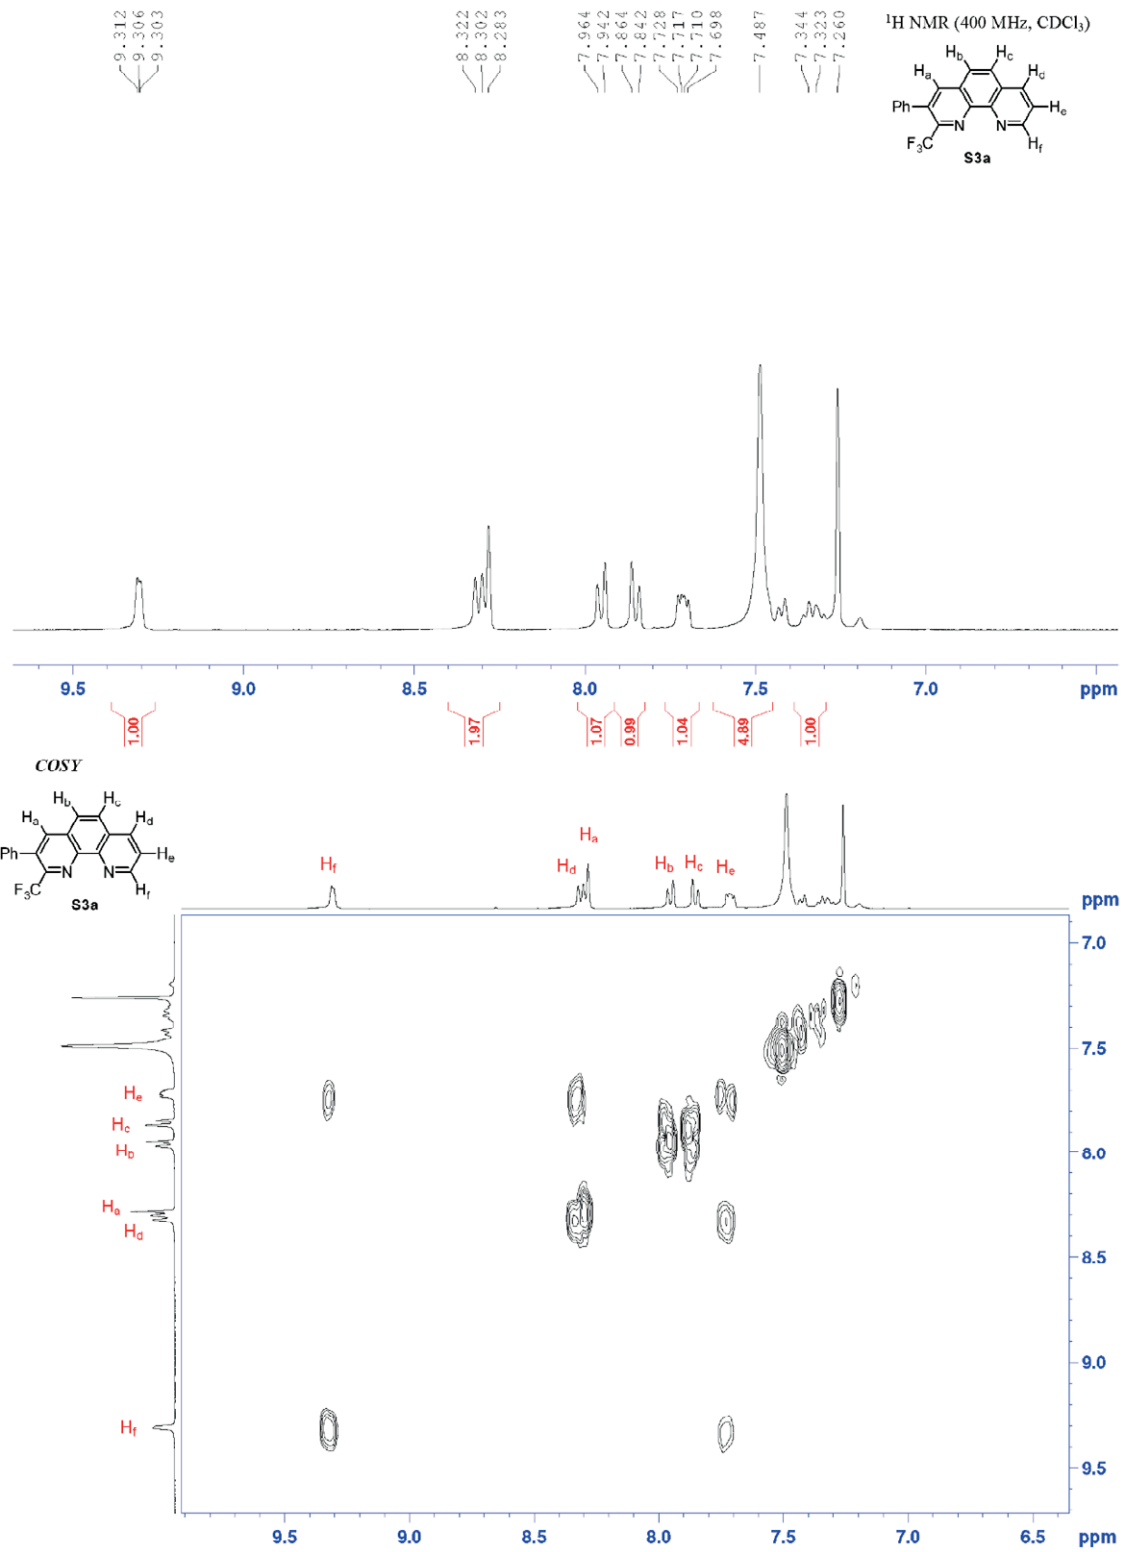 9.312
9.306
9.303
8.322
8.302
8.283
7.964
7.942
7.864
7.842
7.728
7.717
7.710
7.698
7.487
7.344
7.323
7.260
¹H NMR (400 MHz, CDCl₃)
Hb Hc
Ha Hd
Ph He
N N
F₃C Hf
S3a
9.5 9.0 8.5 8.0 7.5 7.0 ppm
1.00 1.97 1.07 0.99 1.04 4.89 1.00
COSY
Hb Hc
Ha Hd
Ph He
N N
F₃C Hf
S3a
Hf Hd Ha Hb Hc He
ppm
7.0
7.5
He
Hc
Hb
8.0
Ha
Hd
8.5
9.0
Hf
9.5
9.5 9.0 8.5 8.0 7.5 7.0 6.5 ppm